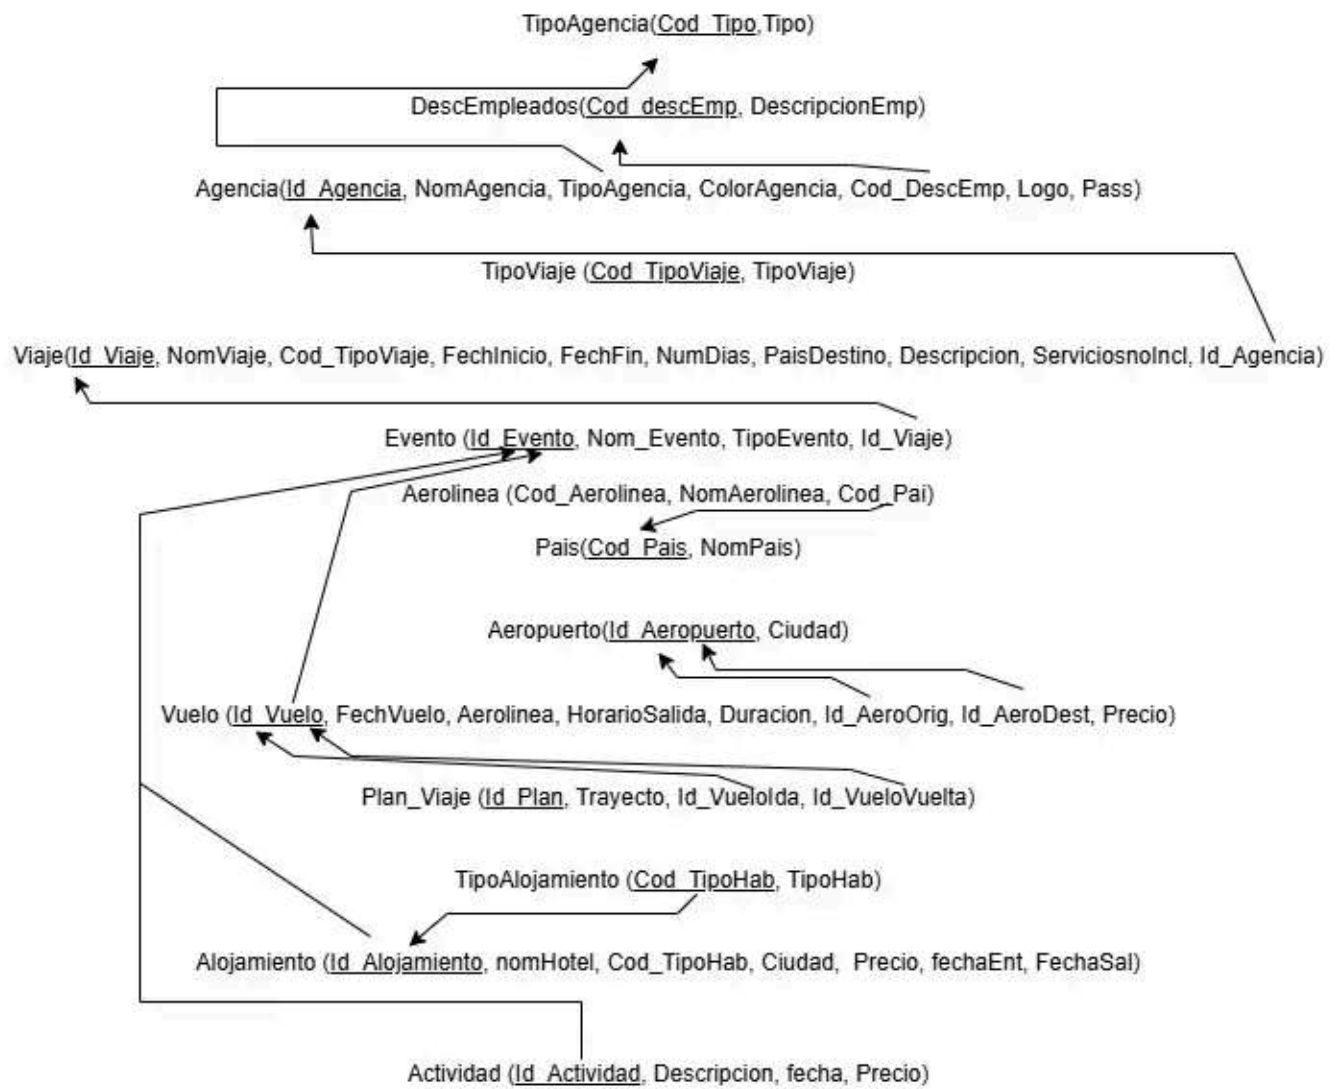 TipoAgencia(Cod_Tipo,Tipo)
DescEmpleados(Cod_descEmp, DescripcionEmp)
Agencia(Id_Agencia, NomAgencia, TipoAgencia, ColorAgencia, Cod_DescEmp, Logo, Pass)
TipoViaje (Cod_TipoViaje, TipoViaje)
Viaje(Id_Viaje, NomViaje, Cod_TipoViaje, FechInicio, FechFin, NumDias, PaisDestino, Descripcion, ServiciosnoIncl, Id_Agencia)
Evento (Id_Evento, Nom_Evento, TipoEvento, Id_Viaje)
Aerolinea (Cod_Aerolinea, NomAerolinea, Cod_Pai)
Pais(Cod_Pais, NomPais)
Aeropuerto(Id_Aeropuerto, Ciudad)
Vuelo (Id_Vuelo, FechVuelo, Aerolinea, HorarioSalida, Duracion, Id_AeroOrig, Id_AeroDest, Precio)
Plan_Viaje (Id_Plan, Trayecto, Id_VueloIda, Id_VueloVuelta)
TipoAlojamiento (Cod_TipoHab, TipoHab)
Alojamiento (Id_Alojamiento, nomHotel, Cod_TipoHab, Ciudad, Precio, fechaEnt, FechaSal)
Actividad (Id_Actividad, Descripcion, fecha, Precio)